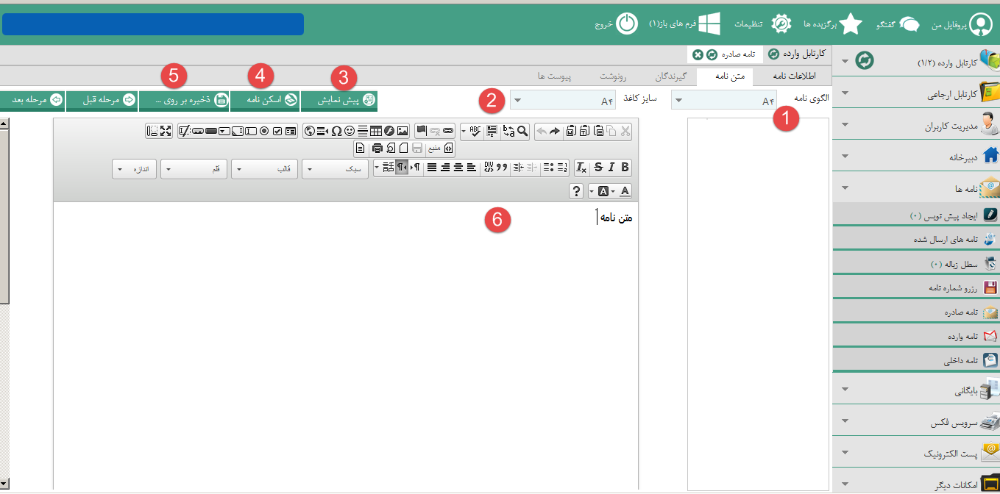 پروفایل من
گفتگو
برگزیده ها
تنظیمات
فرم های باز(۱)
خروج
کارتابل وارده
نامه صادره
اطلاعات نامه
متن نامه
گیرندگان
رونوشت
پیوست ها
الگوی نامه
A۴
1
سایز کاغذ
A۴
2
3
پیش نمایش
4
اسکن نامه
5
ذخیره بر روی ...
مرحله قبل
مرحله بعد
منبع
سبک
قالب
قلم
اندازه
متن نامه
6
کارتابل وارده (۱/۲)
کارتابل ارجاعی
مدیریت کاربران
دبیرخانه
نامه ها
ایجاد پیش نویس (۰)
نامه های ارسال شده
سطل زباله (۰)
رزرو شماره نامه
نامه صادره
نامه وارده
نامه داخلی
بایگانی
سرویس فکس
پست الکترونیک
امکانات دیگر